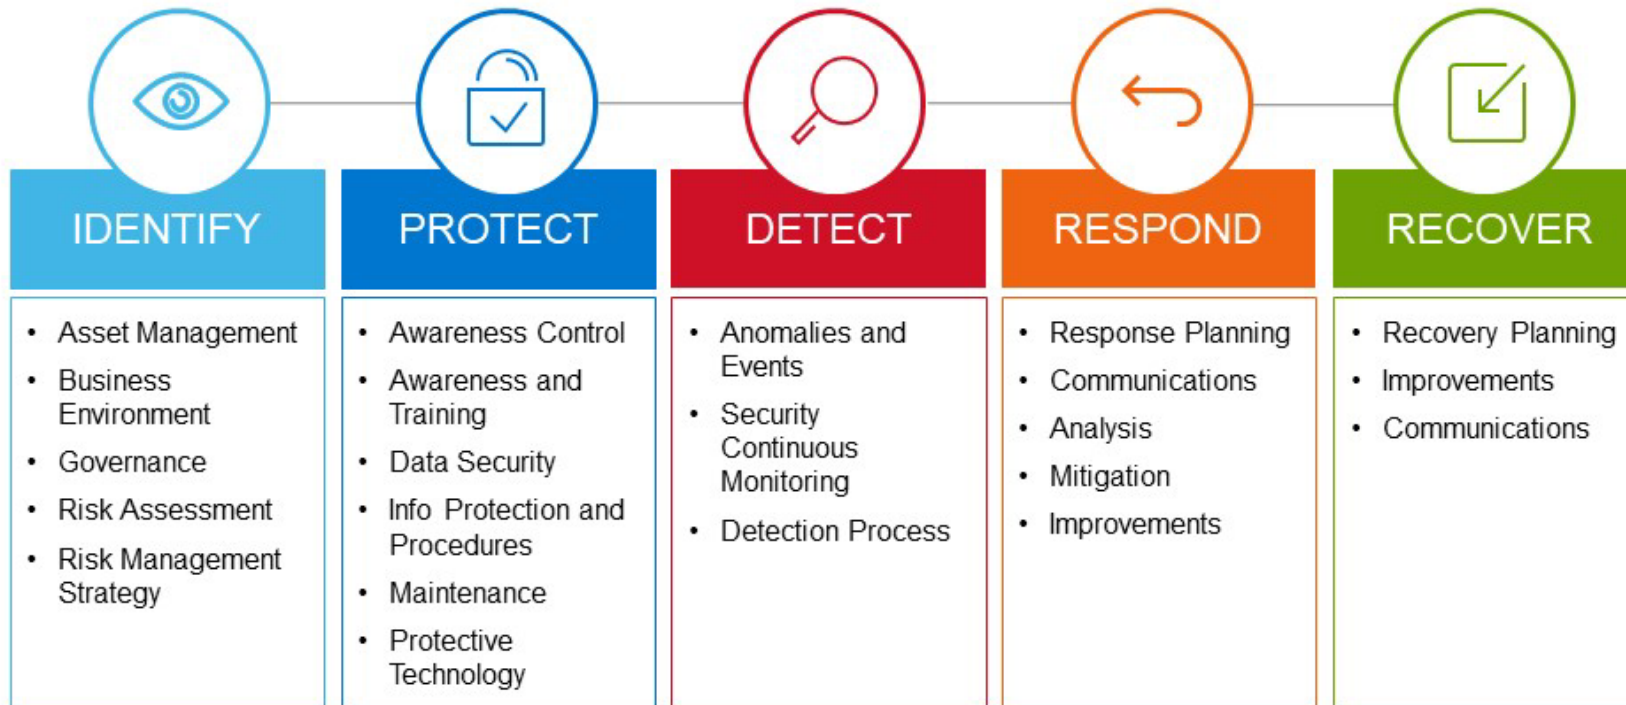 IDENTIFY
• Asset Management
• Business
Environment
• Governance
• Risk Assessment
• Risk Management
Strategy
PROTECT
• Awareness Control
• Awareness and
Training
• Data Security
• Info Protection and
Procedures
• Maintenance
• Protective
Technology
DETECT
• Anomalies and
Events
• Security
Continuous
Monitoring
• Detection Process
RESPOND
• Response Planning
• Communications
• Analysis
• Mitigation
• Improvements
RECOVER
• Recovery Planning
• Improvements
• Communications